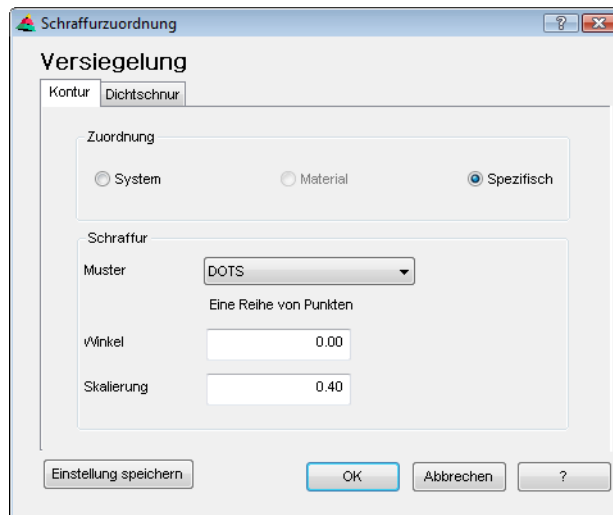 Schraffurzuordnung
?
Versiegelung
Kontur Dichtschnur
Zuordnung
System Material Spezifisch
Schraffur
Muster DOTS
Eine Reihe von Punkten
Winkel 0.00
Skalierung 0.40
Einstellung speichern OK Abbrechen ?